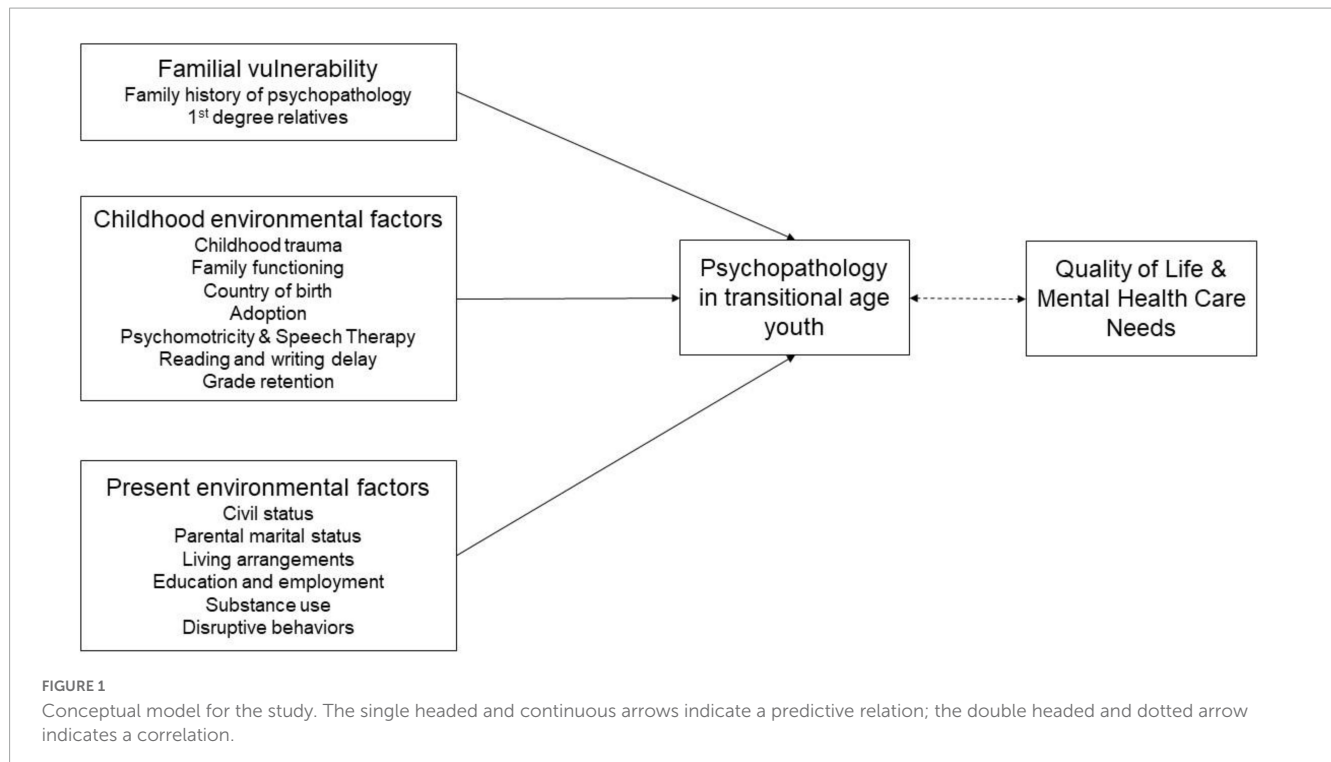 Familial vulnerability
Family history of psychopathology
1st degree relatives
Childhood environmental factors
Childhood trauma
Family functioning
Country of birth
Adoption
Psychomotricity & Speech Therapy
Reading and writing delay
Grade retention
Present environmental factors
Civil status
Parental marital status
Living arrangements
Education and employment
Substance use
Disruptive behaviors
Psychopathology
in transitional age
youth
Quality of Life &
Mental Health Care
Needs
FIGURE 1
Conceptual model for the study. The single headed and continuous arrows indicate a predictive relation; the double headed and dotted arrow
indicates a correlation.